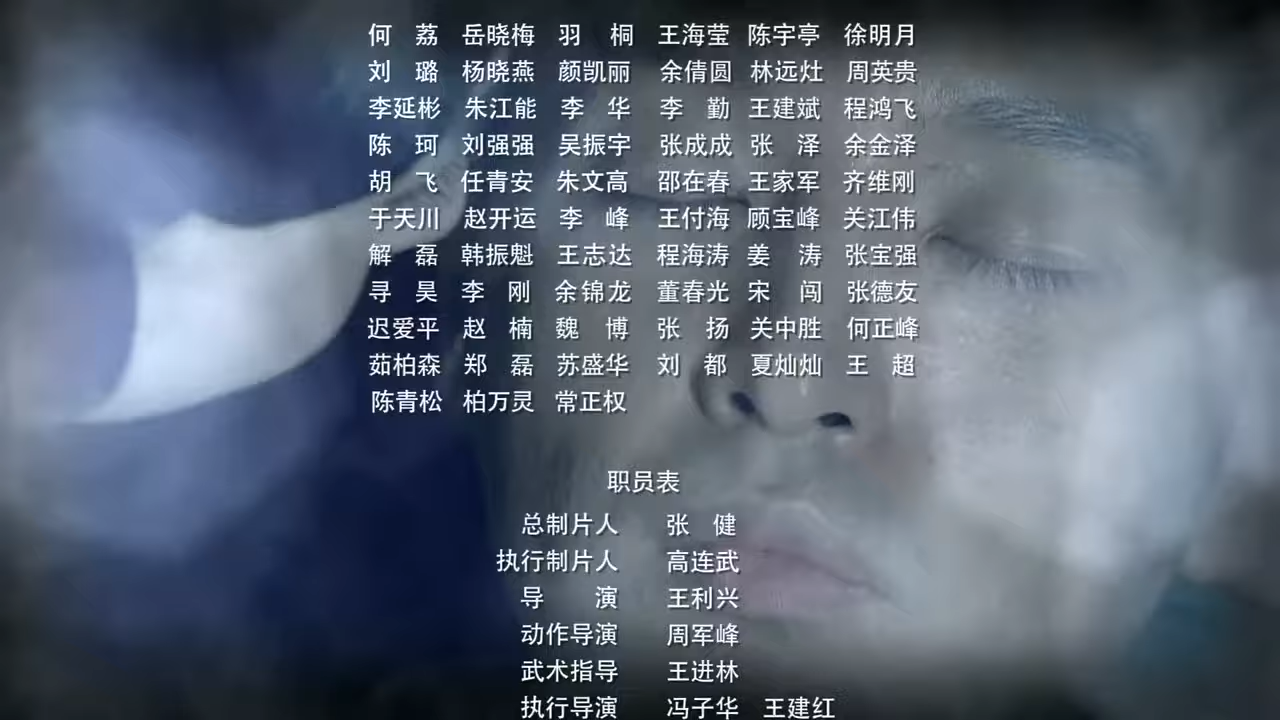 何　荔　岳晓梅　羽　桐　王海莹　陈宇亭　徐明月
刘　璐　杨晓燕　颜凯丽　余倩圆　林远灶　周英贵
李延彬　朱江能　李　华　李　勤　王建斌　程鸿飞
陈　珂　刘强强　吴振宇　张成成　张　泽　余金泽
胡　飞　任青安　朱文高　邵在春　王家军　齐维刚
于天川　赵开运　李　峰　王付海　顾宝峰　关江伟
解　磊　韩振魁　王志达　程海涛　姜　涛　张宝强
寻　昊　李　刚　余锦龙　董春光　宋　闯　张德友
迟爱平　赵　楠　魏　博　张　扬　关中胜　何正峰
茹柏森　郑　磊　苏盛华　刘　都　夏灿灿　王　超
陈青松　柏万灵　常正权
职员表
总制片人　张　健
执行制片人　高连武
导　演　王利兴
动作导演　周军峰
武术指导　王进林
执行导演　冯子华　王建红